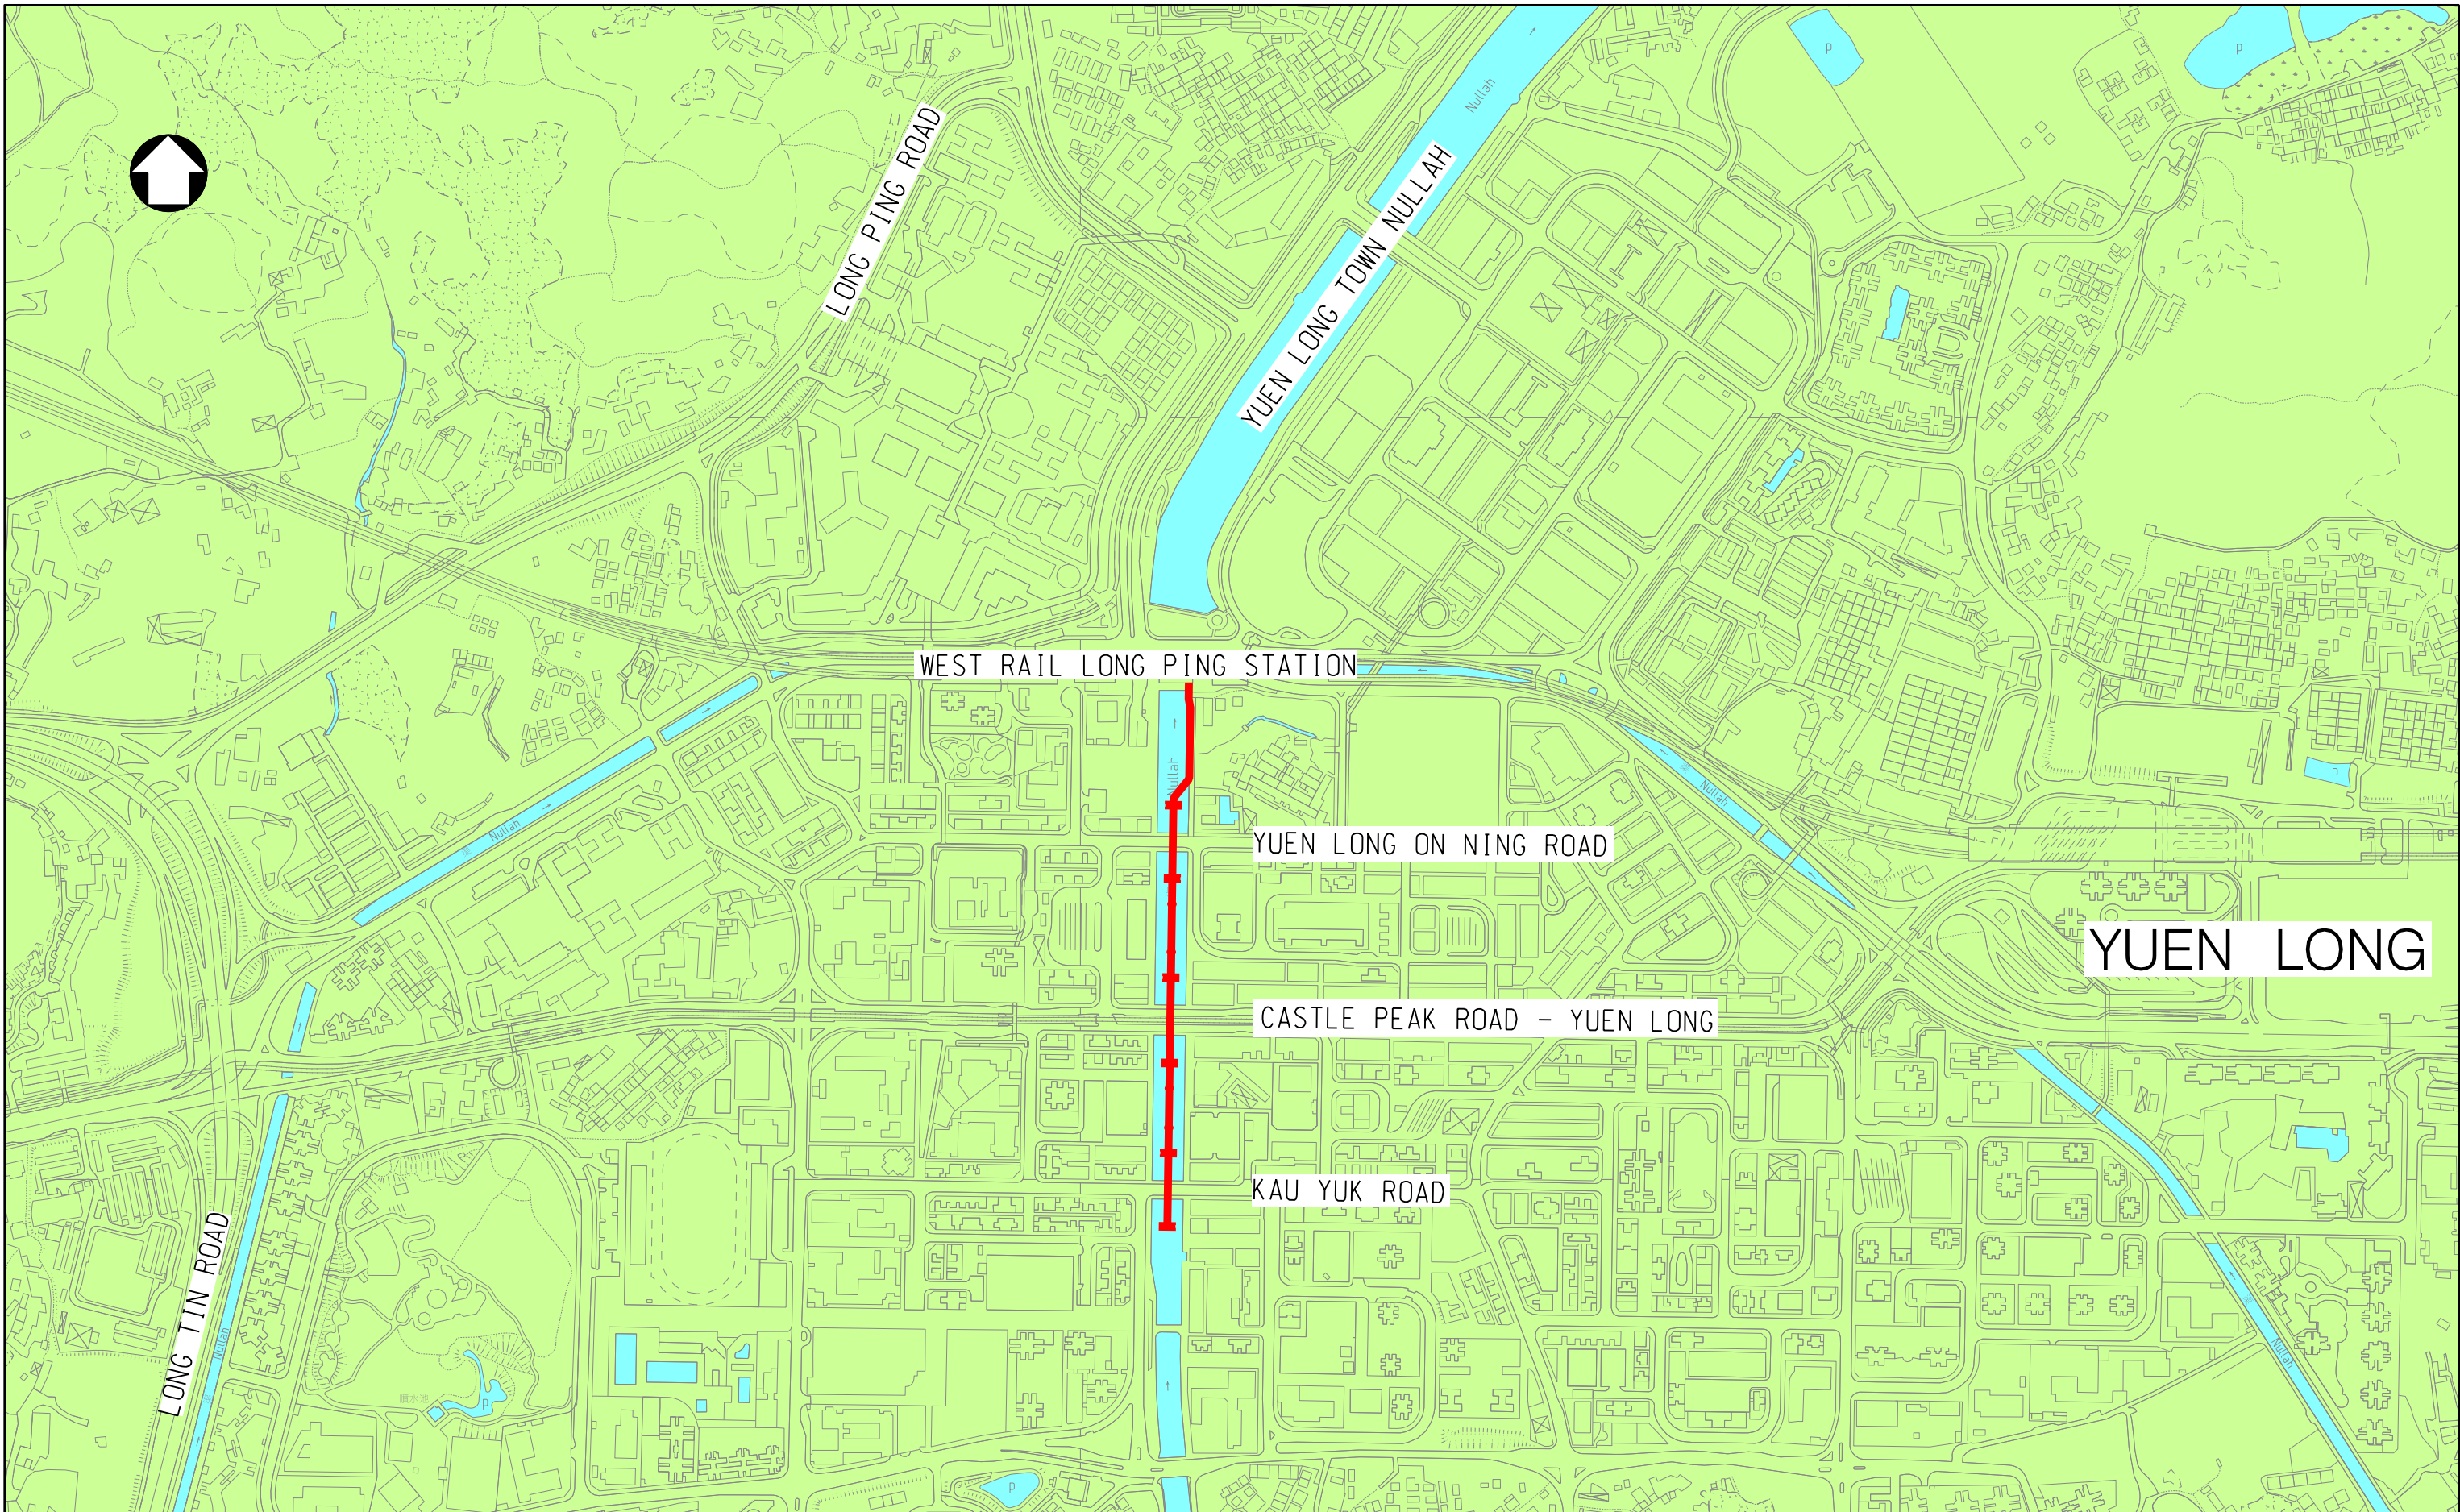 P
P
Nullah
LONG PING ROAD
YUEN LONG TOWN NULLAH
WEST RAIL LONG PING STATION
Nullah
Nullah
P
Nullah
YUEN LONG ON NING ROAD
YUEN LONG
CASTLE PEAK ROAD - YUEN LONG
KAU YUK ROAD
LONG TIN ROAD
Nullah
Nullah
P
P